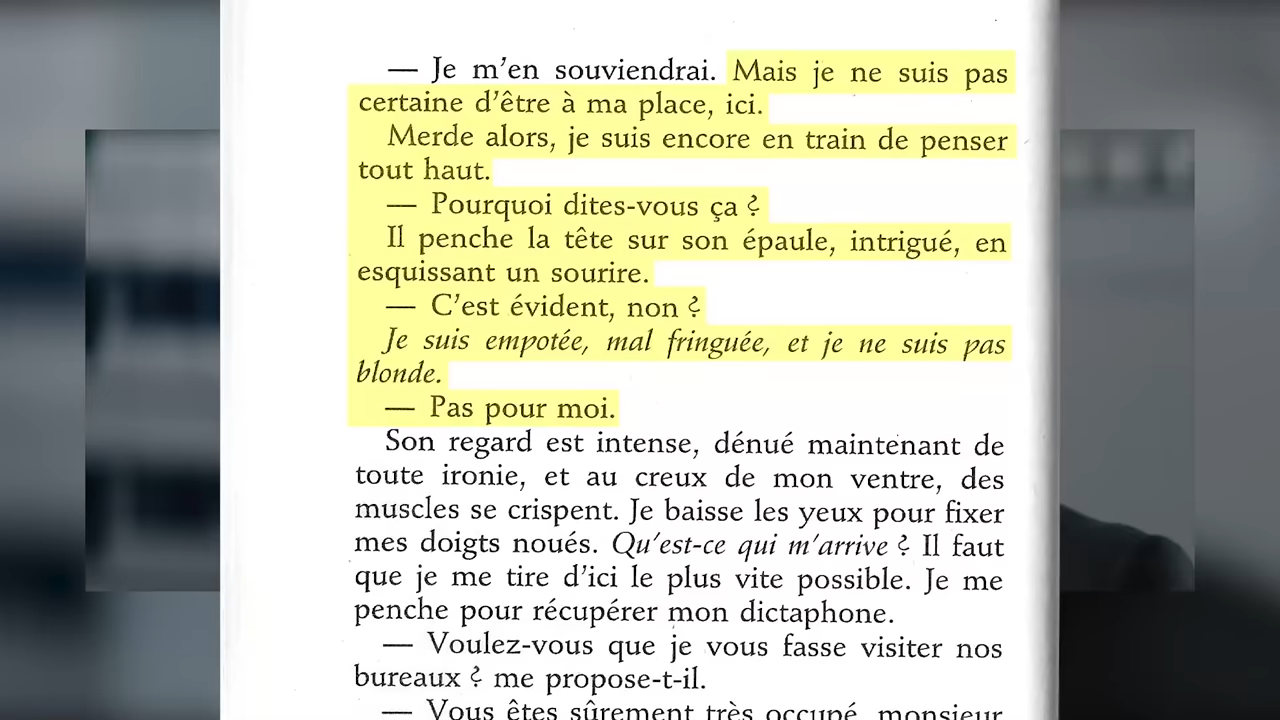 — Je m’en souviendrai. Mais je ne suis pas
certaine d’être à ma place, ici.
Merde alors, je suis encore en train de penser
tout haut.
— Pourquoi dites-vous ça ?
Il penche la tête sur son épaule, intrigué, en
esquissant un sourire.
— C’est évident, non ?
Je suis empotée, mal fringuée, et je ne suis pas
blonde.
— Pas pour moi.
Son regard est intense, dénué maintenant de
toute ironie, et au creux de mon ventre, des
muscles se crispent. Je baisse les yeux pour fixer
mes doigts noués. Qu’est-ce qui m’arrive ? Il faut
que je me tire d’ici le plus vite possible. Je me
penche pour récupérer mon dictaphone.
— Voulez-vous que je vous fasse visiter nos
bureaux ? me propose-t-il.
— Vous êtes sûrement très occupé, monsieur